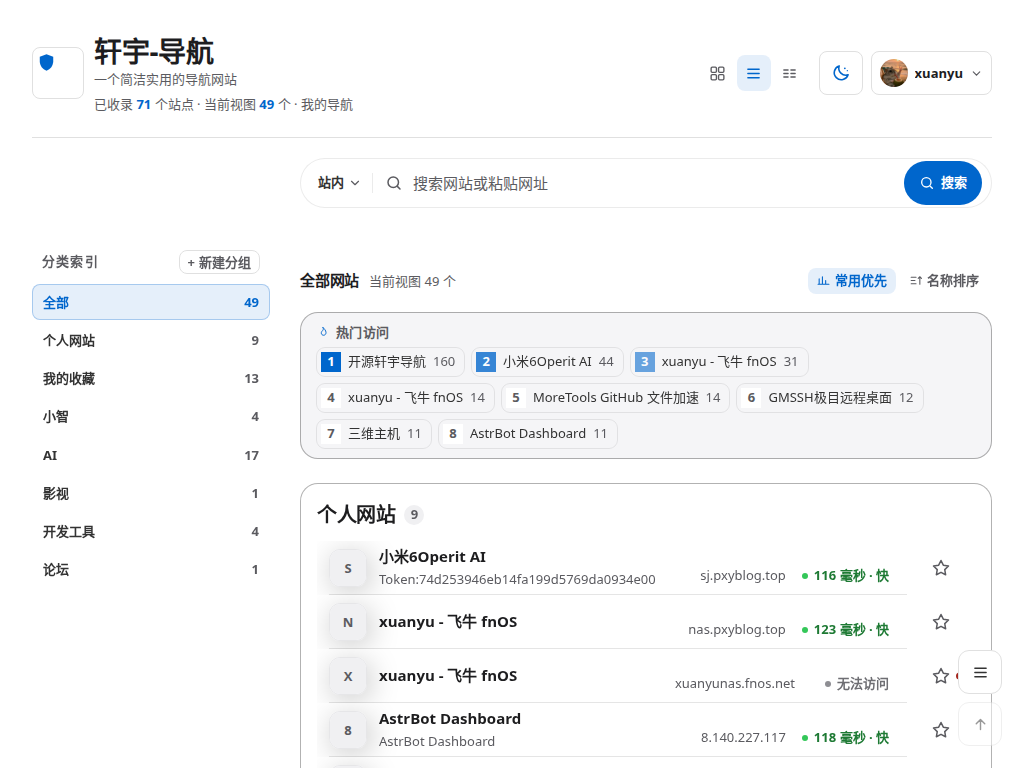 轩宇-导航
一个简洁实用的导航网站
已收录 71 个站点 · 当前视图 49 个 · 我的导航
xuanyu
站内
搜索网站或粘贴网址
搜索
分类索引
+ 新建分组
全部 49
个人网站 9
我的收藏 13
小智 4
AI 17
影视 1
开发工具 4
论坛 1
全部网站 当前视图 49 个
常用优先
名称排序
热门访问
1 开源轩宇导航 160
2 小米6Operit AI 44
3 xuanyu - 飞牛 fnOS 31
4 xuanyu - 飞牛 fnOS 14
5 MoreTools GitHub 文件加速 14
6 GMSSH极目远程桌面 12
7 三维主机 11
8 AstrBot Dashboard 11
个人网站 9
S
小米6Operit AI
Token:74d253946eb14fa199d5769da0934e00
sj.pxyblog.top
116 毫秒 · 快
N
xuanyu - 飞牛 fnOS
nas.pxyblog.top
123 毫秒 · 快
X
xuanyu - 飞牛 fnOS
xuanyunas.fnos.net
无法访问
8
AstrBot Dashboard
AstrBot Dashboard
8.140.227.117
118 毫秒 · 快